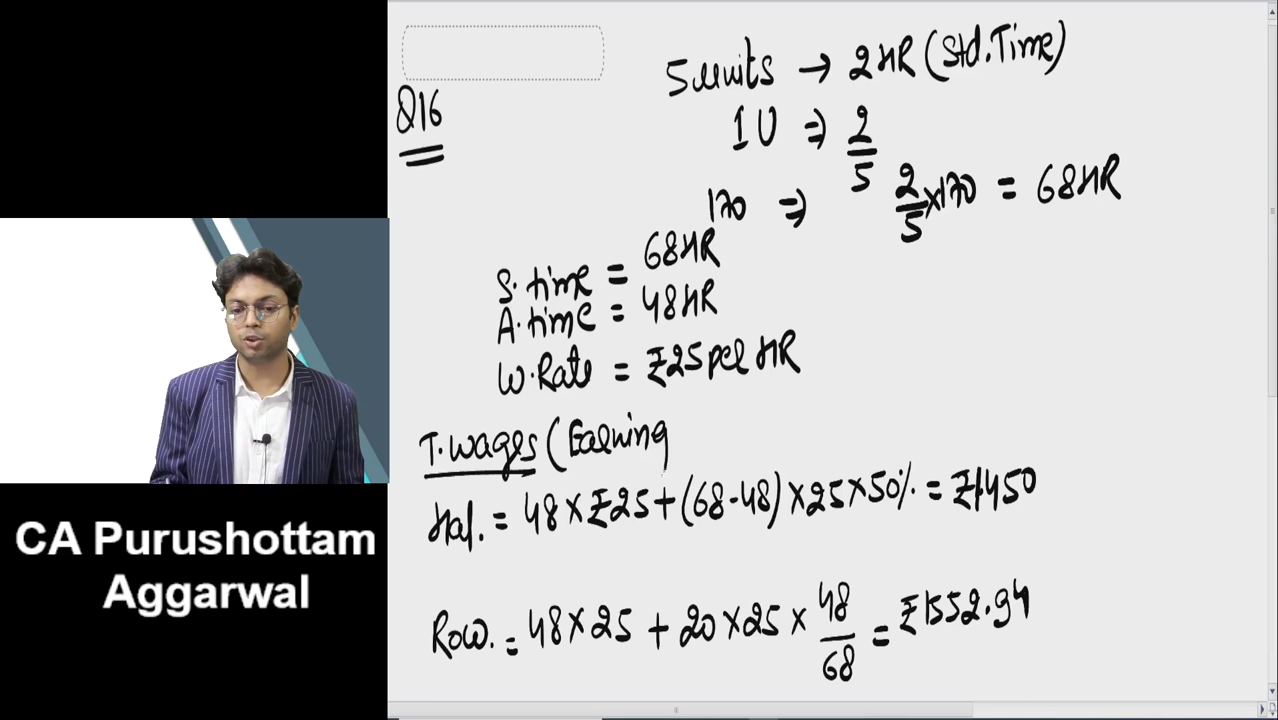 Q16
5 units → 2 HR (Std. Time)
1 U ⇒ 2/5
170 ⇒ 2/5 × 170 = 68 HR
S. time = 68 HR
A. time = 48 HR
W. Rate = ₹25 per HR
T. wages (Earning
Hal. = 48 × ₹25 + (68-48) × 25 × 50% = ₹1450
Row. = 48 × 25 + 20 × 25 × 48/68 = ₹1552.94
CA Purushottam
Aggarwal